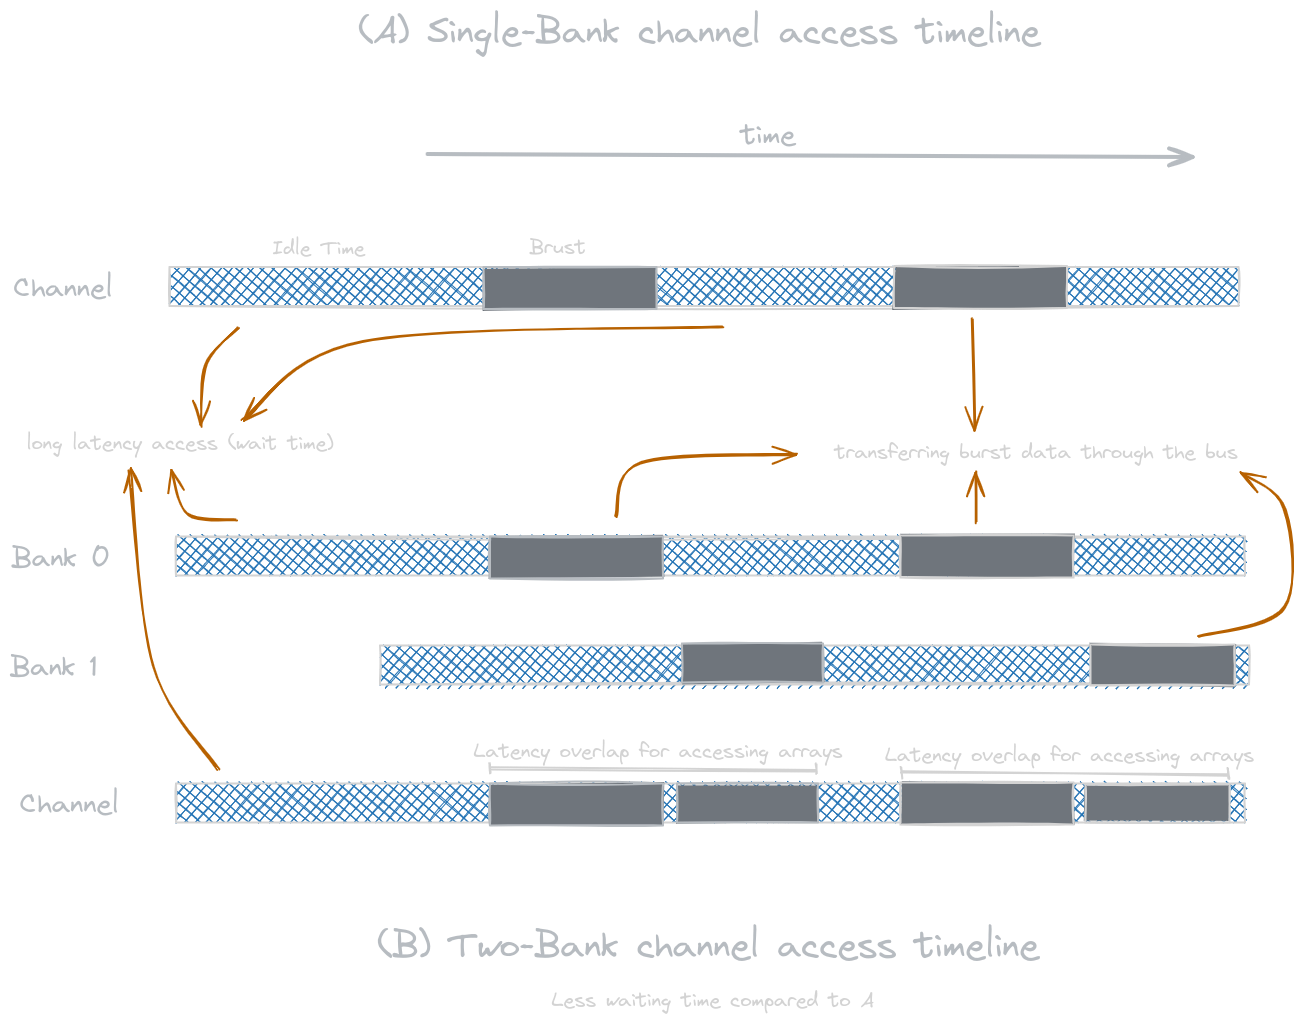 (A) Single-Bank channel access timeline
time
Idle Time
Brust
Channel
long latency access (wait time)
transferring burst data through the bus
Bank 0
Bank 1
Latency overlap for accessing arrays
Latency overlap for accessing arrays
Channel
(B) Two-Bank channel access timeline
Less waiting time compared to A